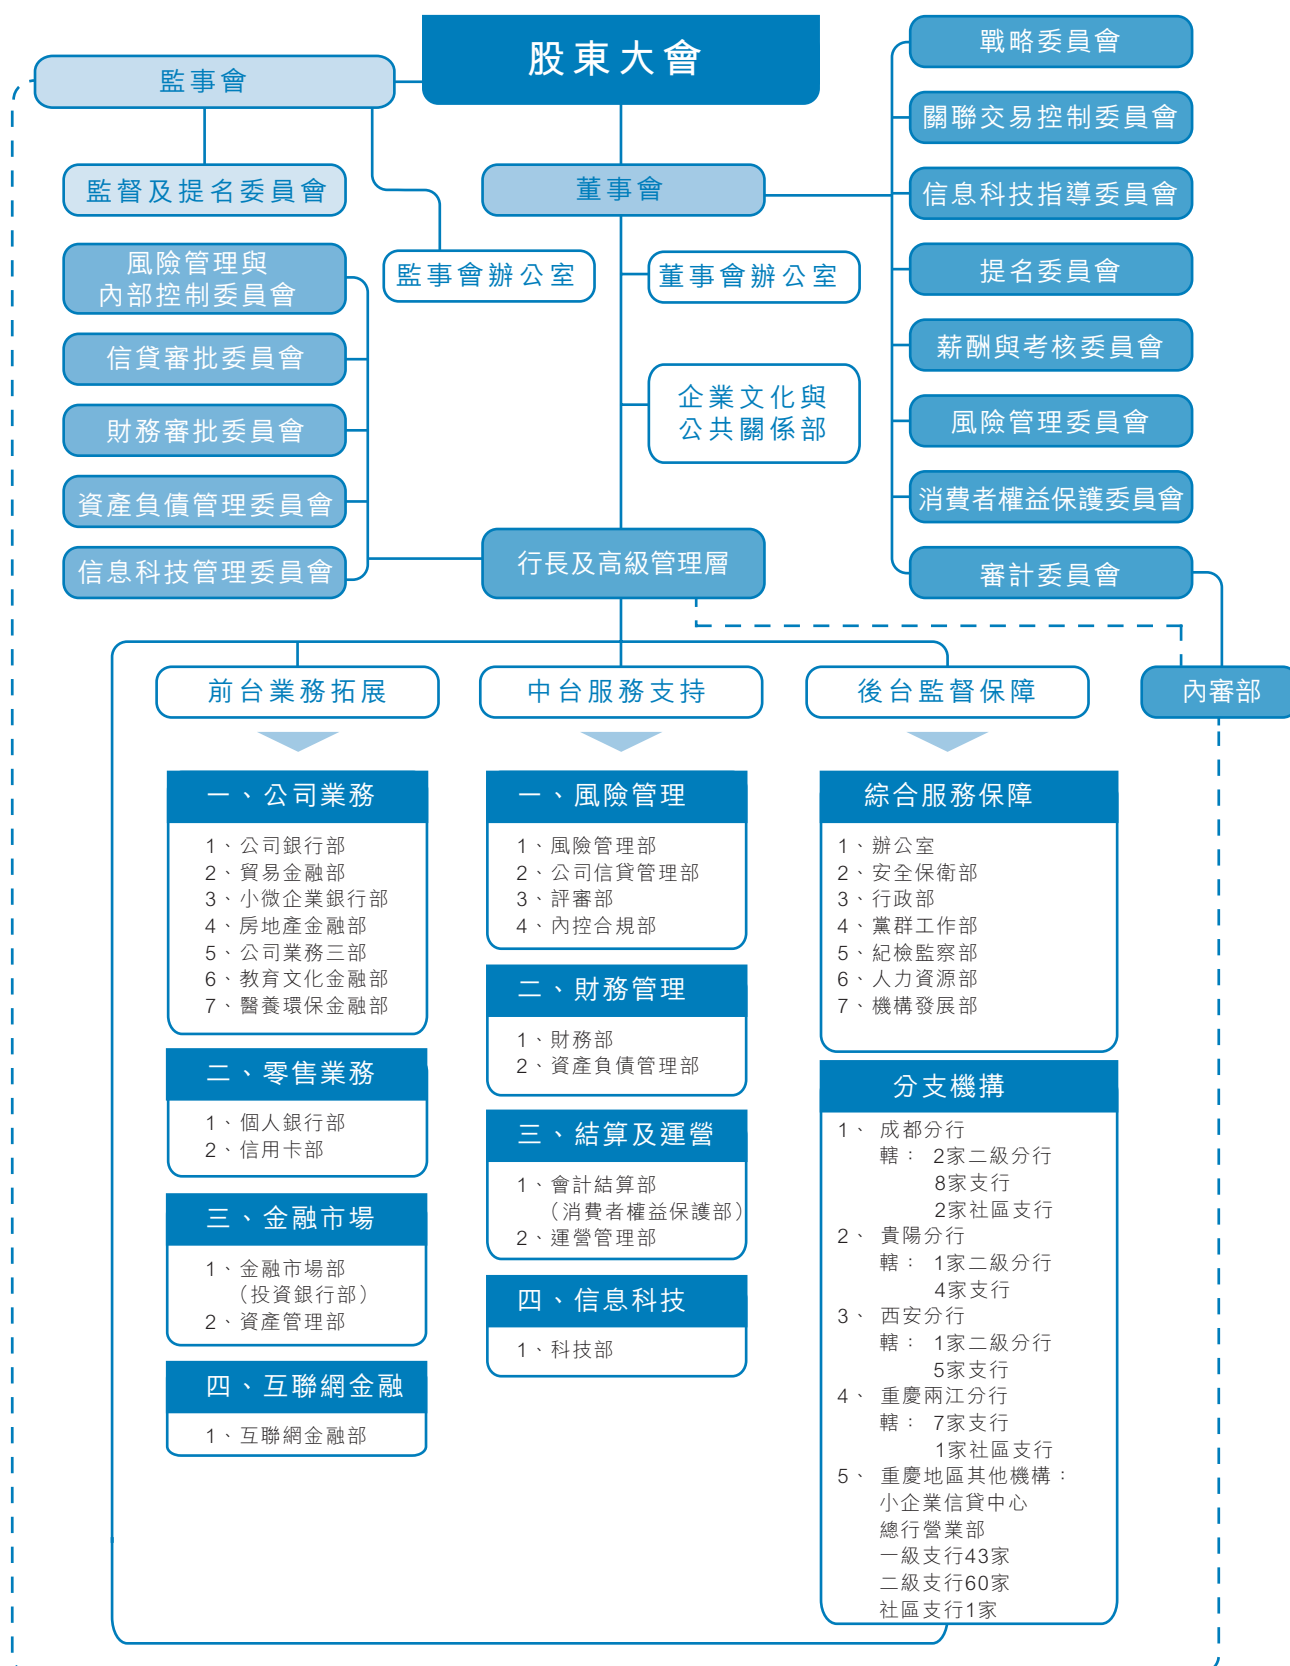 股東大會
監事會
監督及提名委員會
監事會辦公室
董事會
董事會辦公室
企業文化與
公共關係部
戰略委員會
關聯交易控制委員會
信息科技指導委員會
提名委員會
薪酬與考核委員會
風險管理委員會
消費者權益保護委員會
審計委員會
風險管理與
內部控制委員會
信貸審批委員會
財務審批委員會
資產負債管理委員會
信息科技管理委員會
行長及高級管理層
內審部
前台業務拓展
一、公司業務
1、公司銀行部
2、貿易金融部
3、小微企業銀行部
4、房地產金融部
5、公司業務三部
6、教育文化金融部
7、醫養環保金融部
二、零售業務
1、個人銀行部
2、信用卡部
三、金融市場
1、金融市場部
（投資銀行部）
2、資產管理部
四、互聯網金融
1、互聯網金融部
中台服務支持
一、風險管理
1、風險管理部
2、公司信貸管理部
3、評審部
4、內控合規部
二、財務管理
1、財務部
2、資產負債管理部
三、結算及運營
1、會計結算部
（消費者權益保護部）
2、運營管理部
四、信息科技
1、科技部
後台監督保障
綜合服務保障
1、辦公室
2、安全保衛部
3、行政部
4、黨群工作部
5、紀檢監察部
6、人力資源部
7、機構發展部
分支機搆
1、 成都分行
轄： 2家二級分行
8家支行
2家社區支行
2、 貴陽分行
轄： 1家二級分行
4家支行
3、 西安分行
轄： 1家二級分行
5家支行
4、 重慶兩江分行
轄： 7家支行
1家社區支行
5、 重慶地區其他機構：
小企業信貸中心
總行營業部
一級支行43家
二級支行60家
社區支行1家